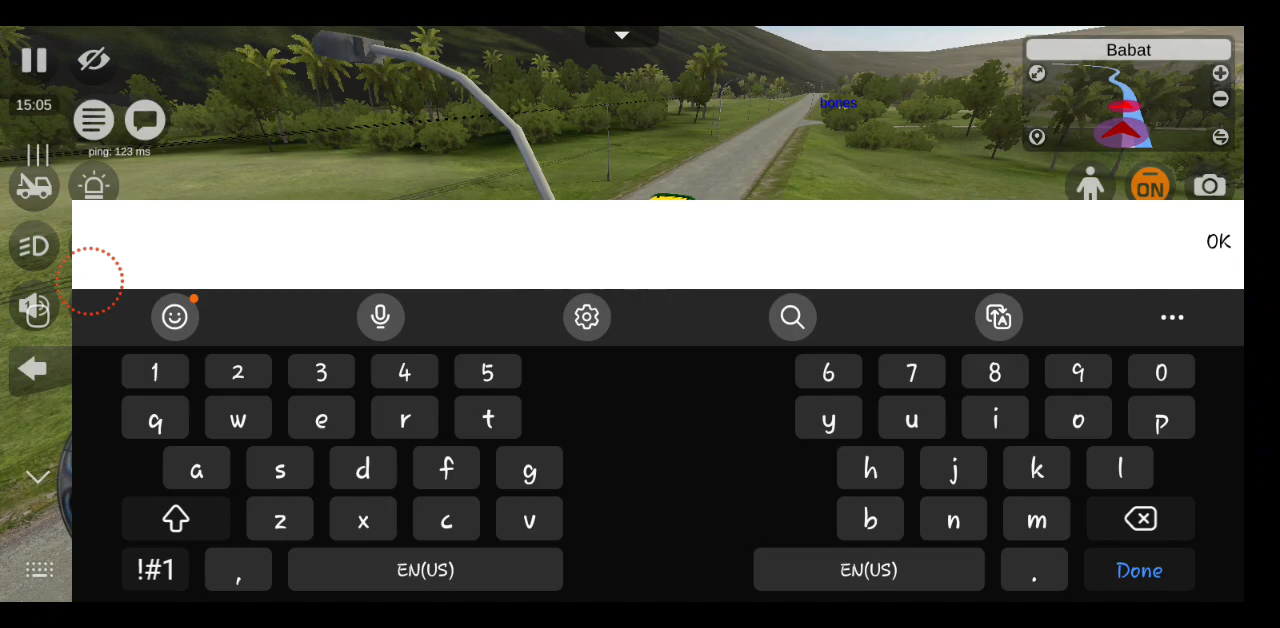 Babat
bones
15:05
ping: 123 ms
ON
OK
1 2 3 4 5 6 7 8 9 0
q w e r t y u i o p
a s d f g h j k l
z x c v b n m
!#1 , EN(US) EN(US) . Done